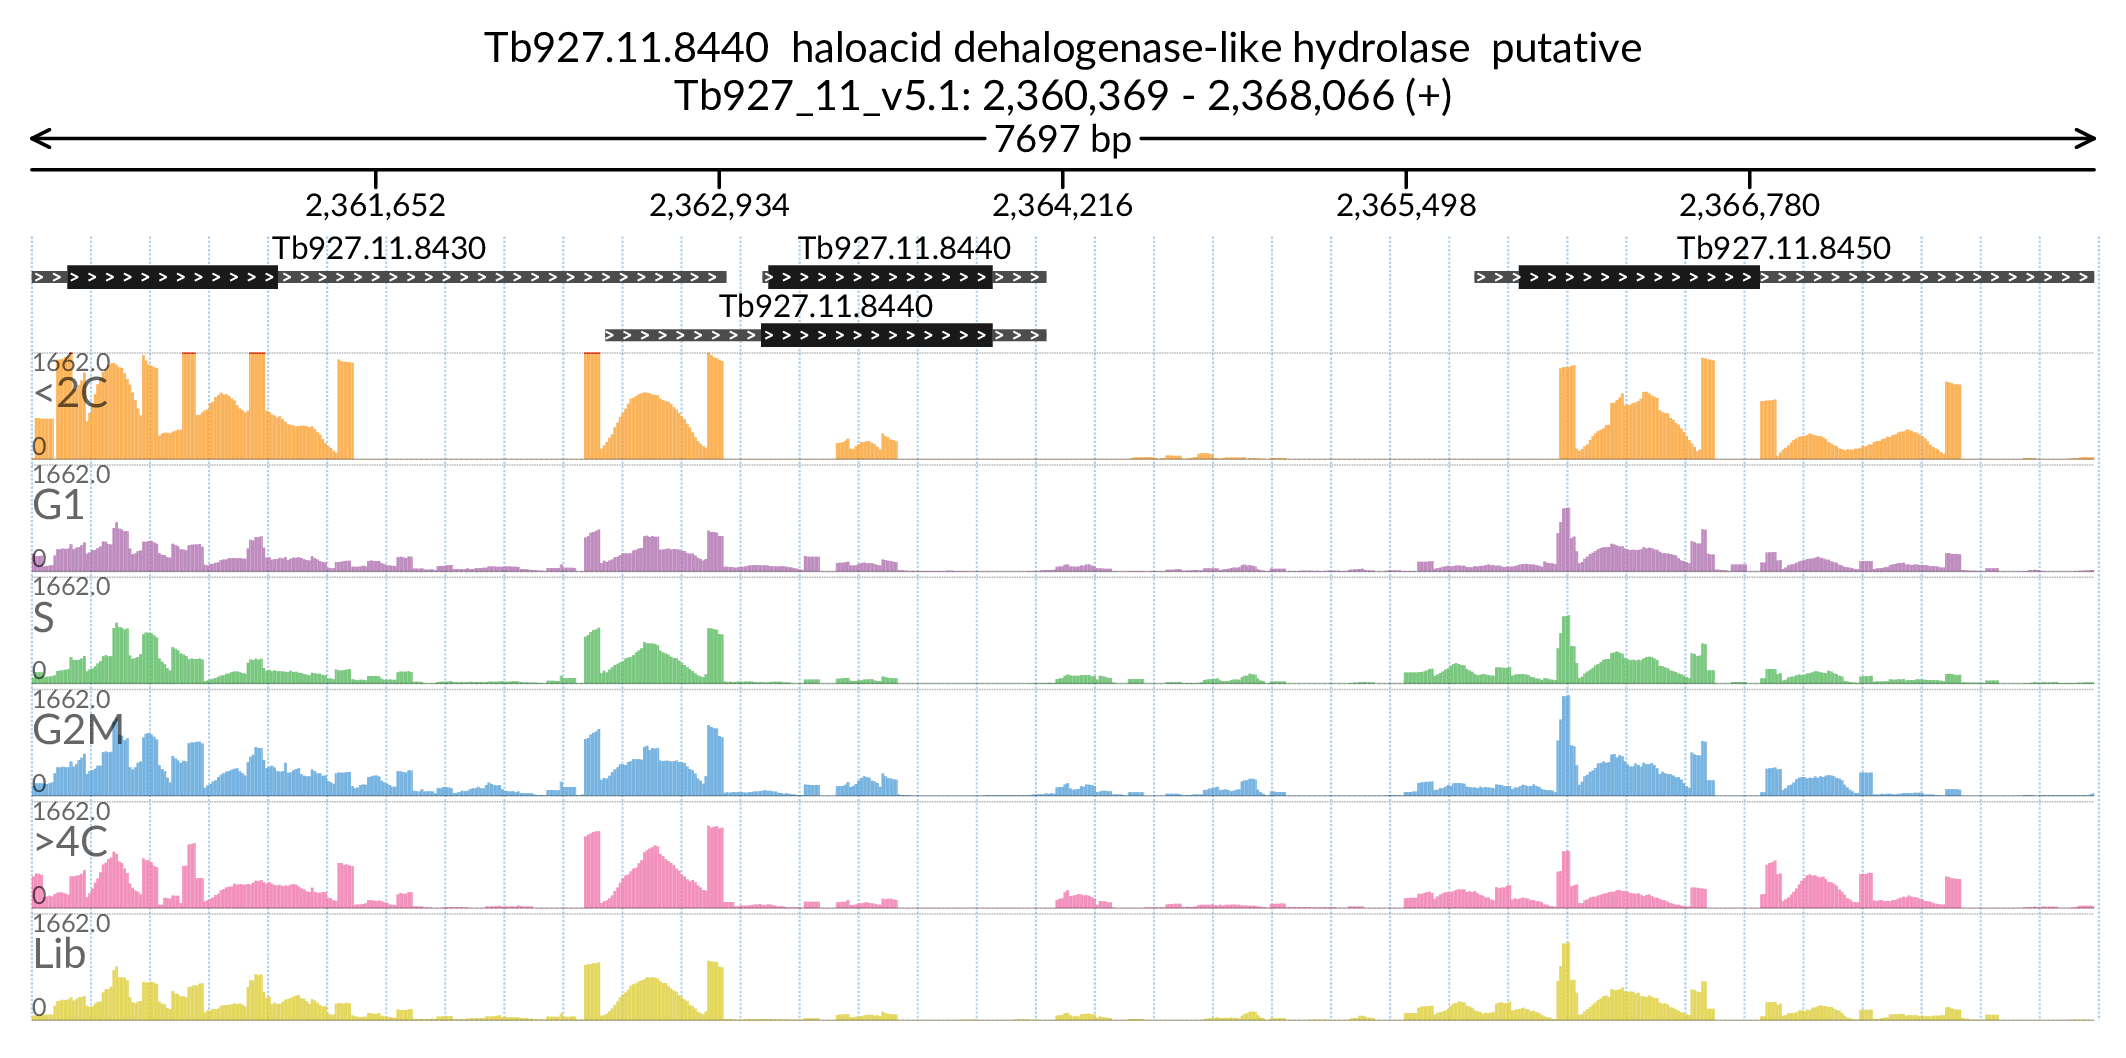 Tb927.11.8440  haloacid dehalogenase-like hydrolase  putative
Tb927_11_v5.1: 2,360,369 - 2,368,066 (+)
7697 bp
2,361,652 2,362,934 2,364,216 2,365,498 2,366,780
Tb927.11.8430 Tb927.11.8440 Tb927.11.8450
Tb927.11.8440
1662.0
<2C
0
1662.0
G1
0
1662.0
S
0
1662.0
G2M
0
1662.0
>4C
0
1662.0
Lib
0